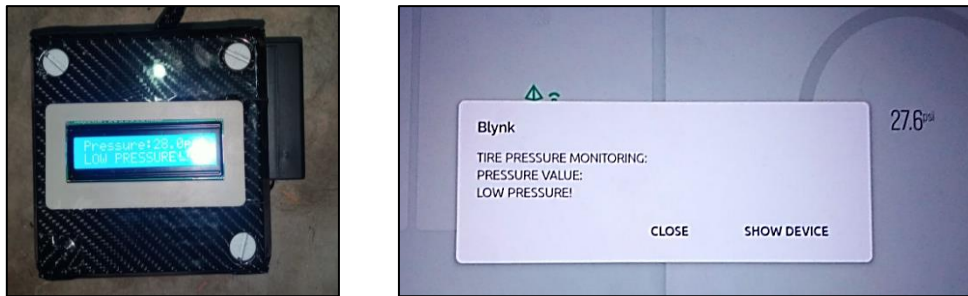 Pressure:28.0
LOW PRESSURE!
Blynk
TIRE PRESSURE MONITORING:
PRESSURE VALUE:
LOW PRESSURE!
CLOSE SHOW DEVICE
27.6psi